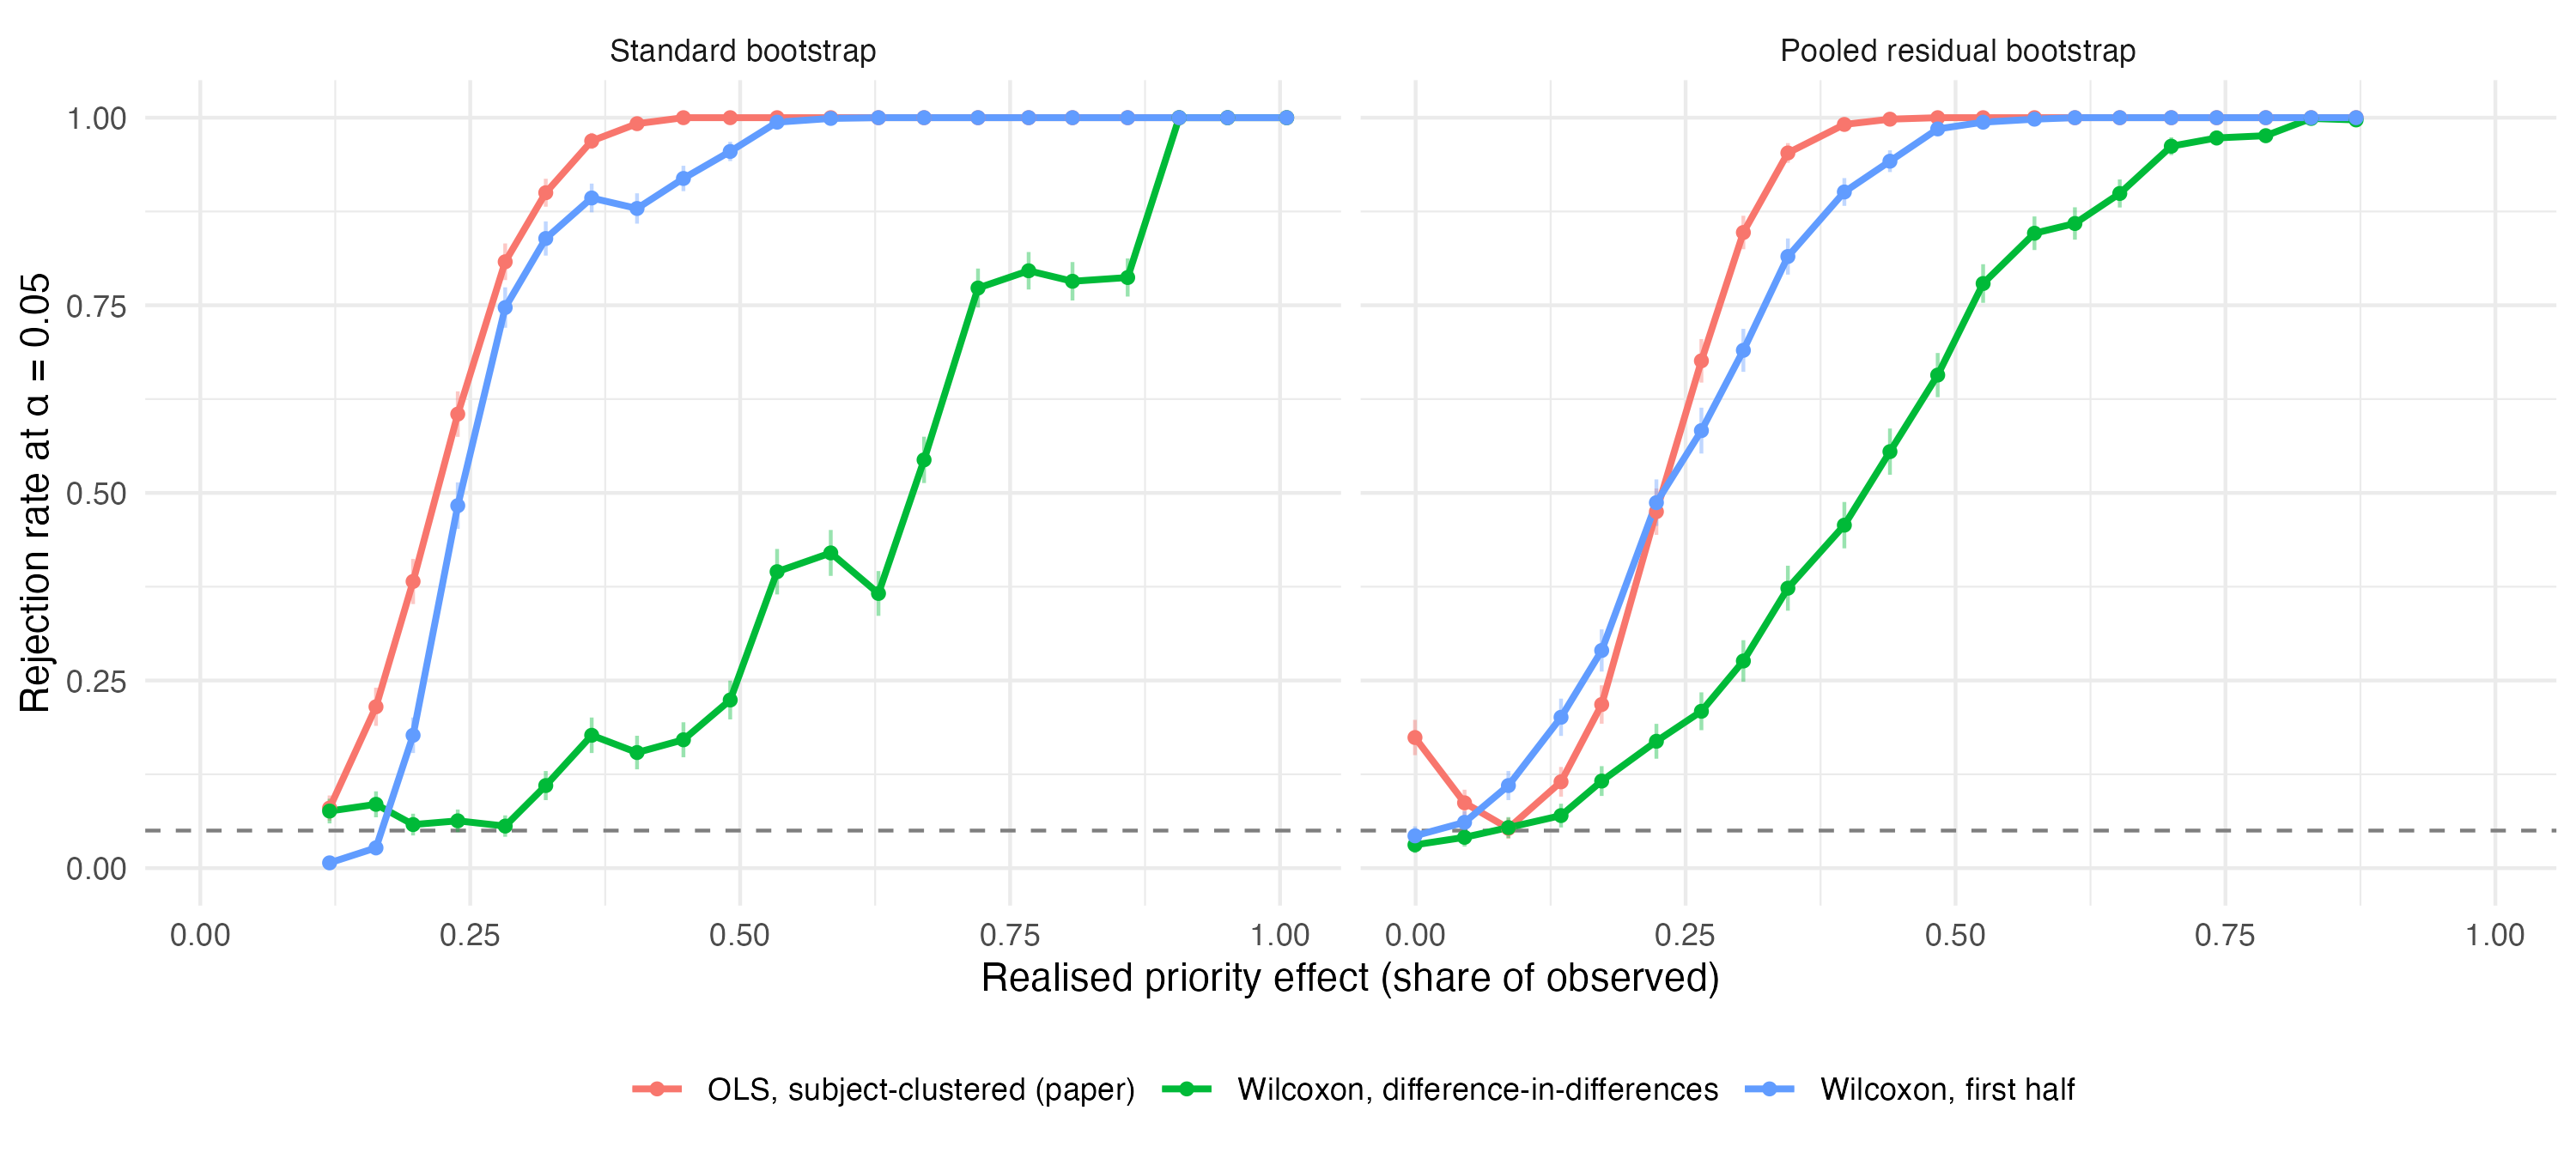 Standard bootstrap
Pooled residual bootstrap
Rejection rate at α = 0.05
1.00
0.75
0.50
0.25
0.00
0.00 0.25 0.50 0.75 1.00
0.00 0.25 0.50 0.75 1.00
Realised priority effect (share of observed)
OLS, subject-clustered (paper)
Wilcoxon, difference-in-differences
Wilcoxon, first half